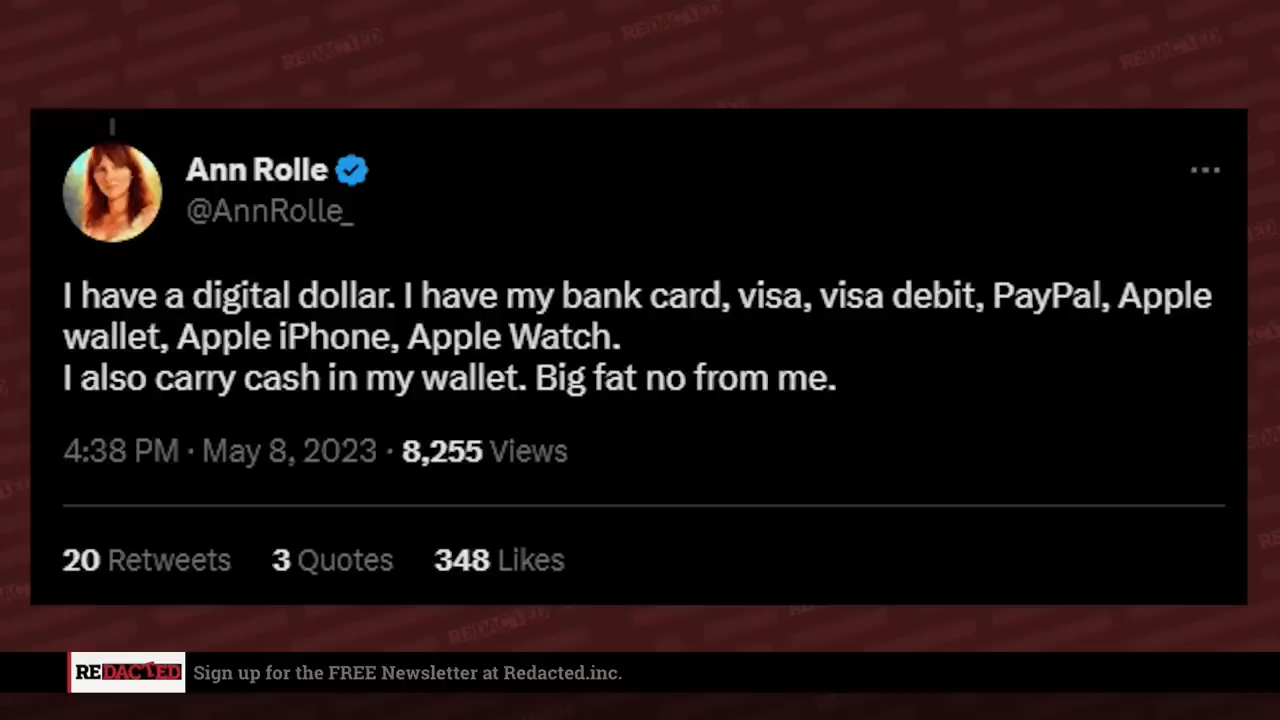 Ann Rolle
@AnnRolle_
I have a digital dollar. I have my bank card, visa, visa debit, PayPal, Apple
wallet, Apple iPhone, Apple Watch.
I also carry cash in my wallet. Big fat no from me.
4:38 PM · May 8, 2023 · 8,255 Views
20 Retweets 3 Quotes 348 Likes
REDACTED Sign up for the FREE Newsletter at Redacted.inc.